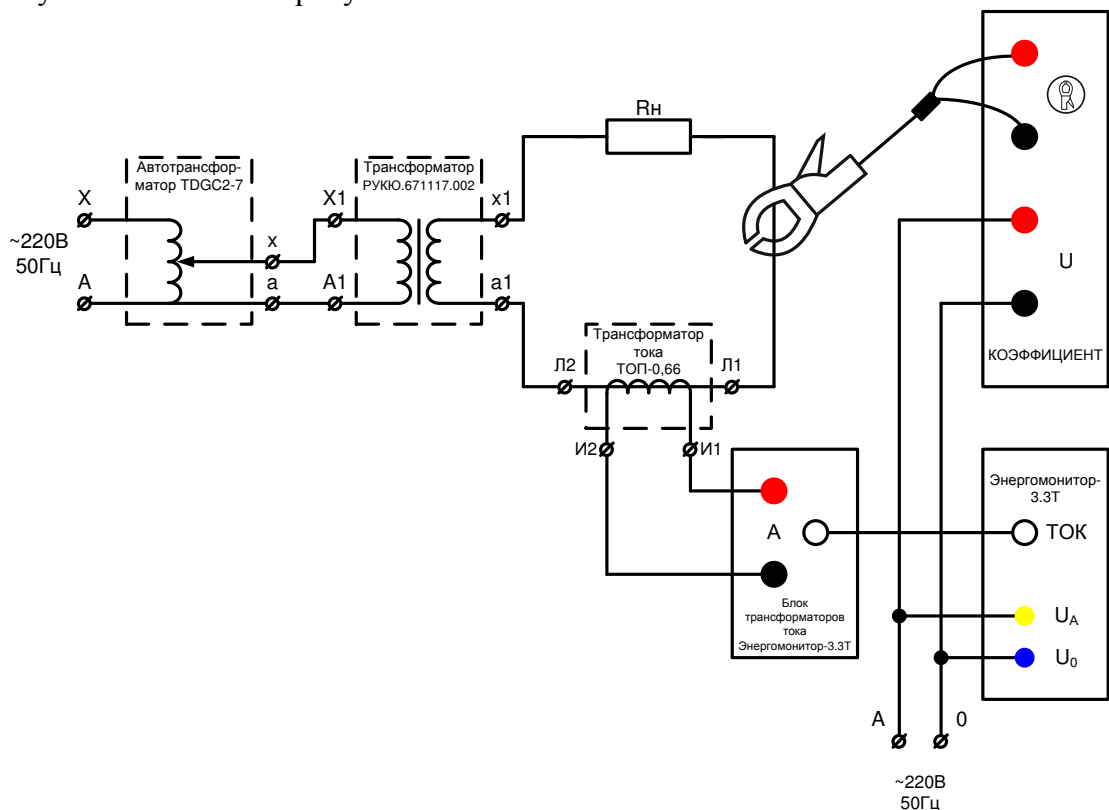 Rн
Автотрансфор-
матор TDGC2-7
Трансформатор
РУКЮ.671117.002
X
X1
x1
~220В
50Гц
x
A
a
A1
a1
U
КОЭФФИЦИЕНТ
Трансформатор
тока
ТОП-0,66
Л2
Л1
И2
И1
Энергомонитор-
3.3Т
A
ТОК
Блок
трансформаторов
тока
Энергомонитор-3.3Т
UA
U0
A
0
~220В
50Гц